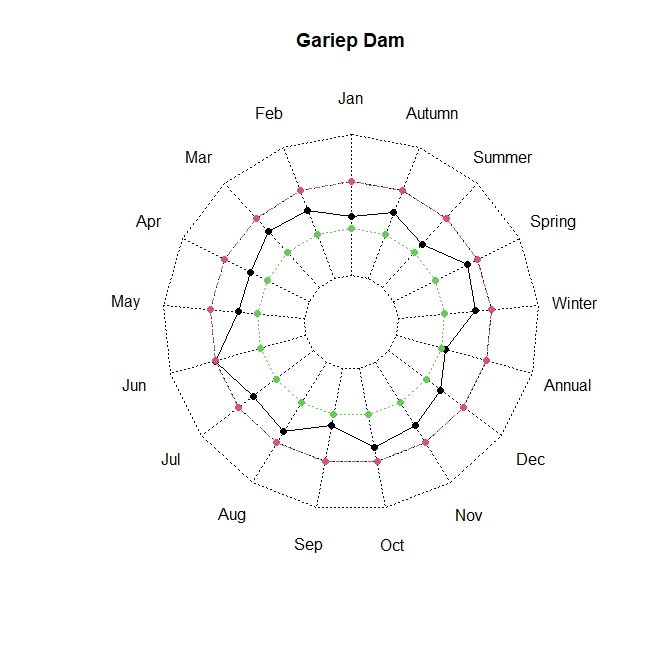 Gariep Dam
Jan
Feb
Autumn
Mar
Summer
Apr
Spring
May
Winter
Jun
Annual
Jul
Dec
Aug
Nov
Sep
Oct